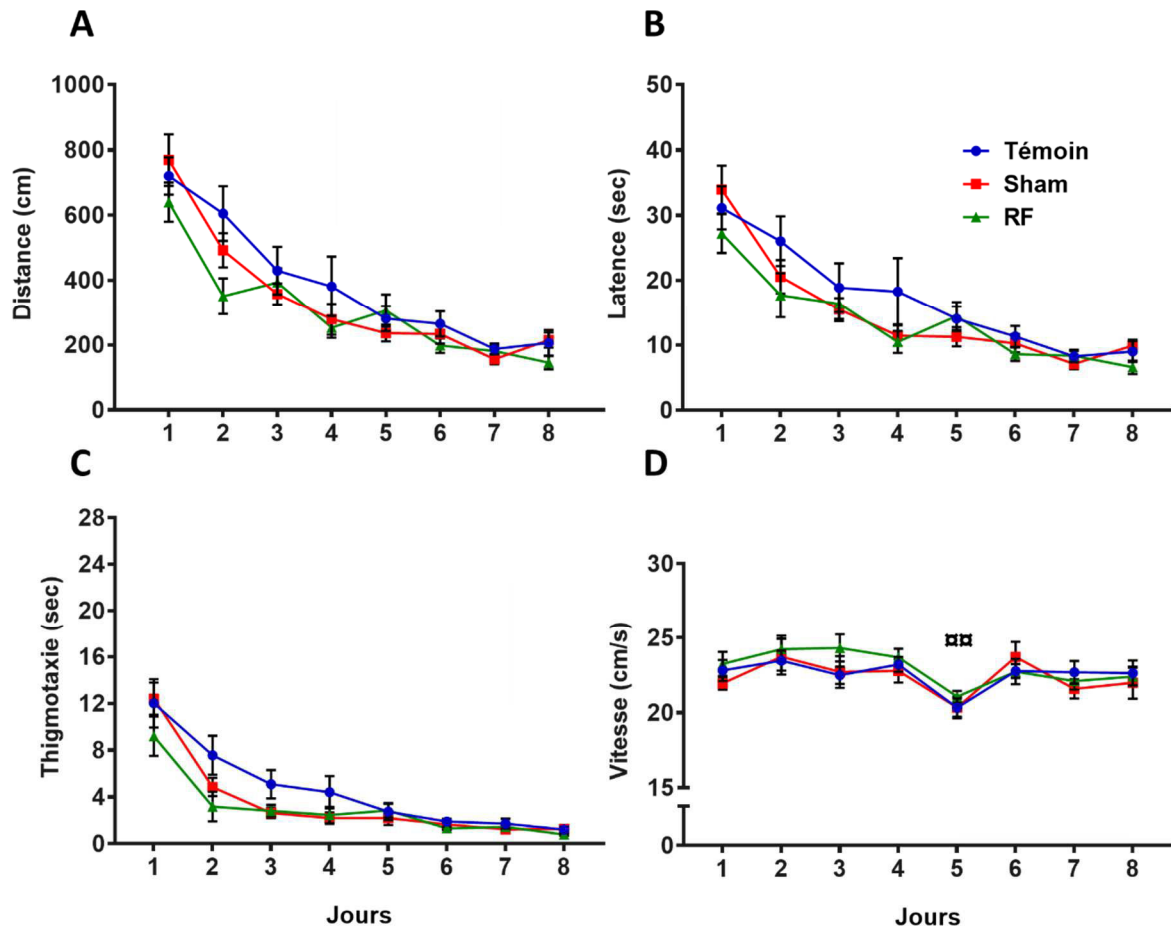 A
Distance (cm)
1000
800
600
400
200
0
1 2 3 4 5 6 7 8
B
Latence (sec)
50
40
30
20
10
0
Témoin
Sham
RF
1 2 3 4 5 6 7 8
C
Thigmotaxie (sec)
28
24
20
16
12
8
4
0
1 2 3 4 5 6 7 8
Jours
D
Vitesse (cm/s)
30
25
20
15
0
¤¤
1 2 3 4 5 6 7 8
Jours